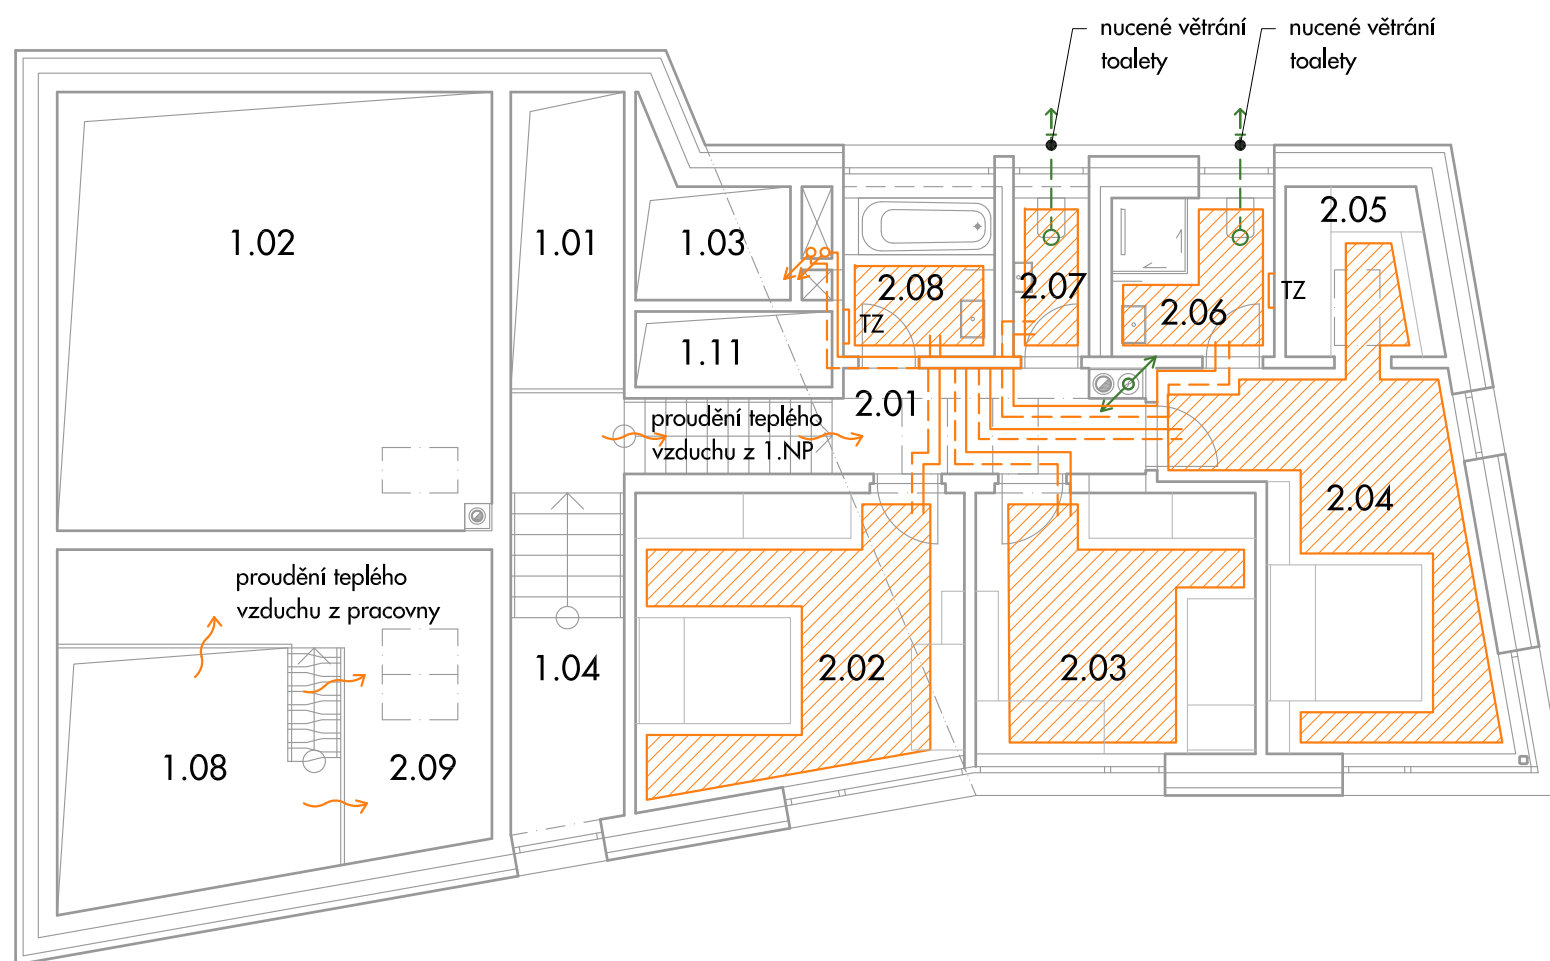 nucené větrání
toalety
nucené větrání
toalety
1.02
1.01
1.03
2.08
2.07
2.06
TZ
2.05
TZ
1.11
2.01
proudění teplého
vzduchu z 1.NP
2.04
proudění teplého
vzduchu z pracovny
1.04
2.02
2.03
1.08
2.09